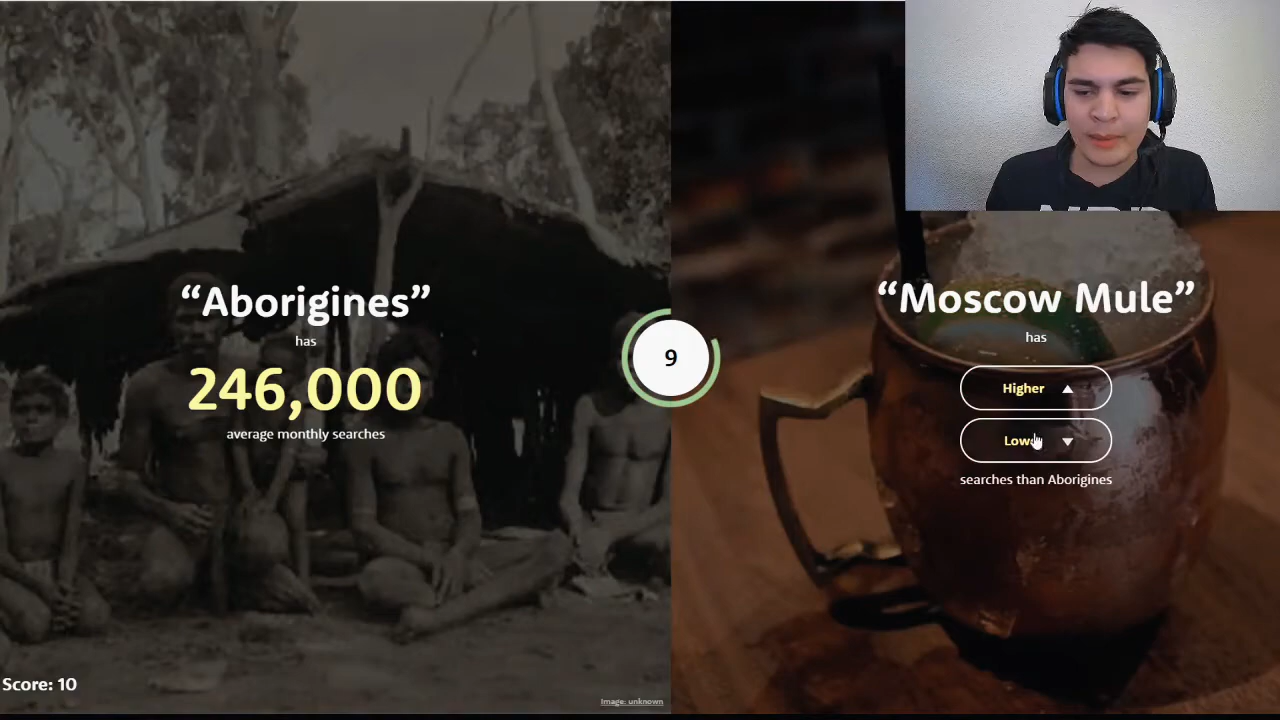 “Aborigines”
has
246,000
average monthly searches
9
“Moscow Mule”
has
Higher
searches than Aborigines
Score: 10
Image: unknown